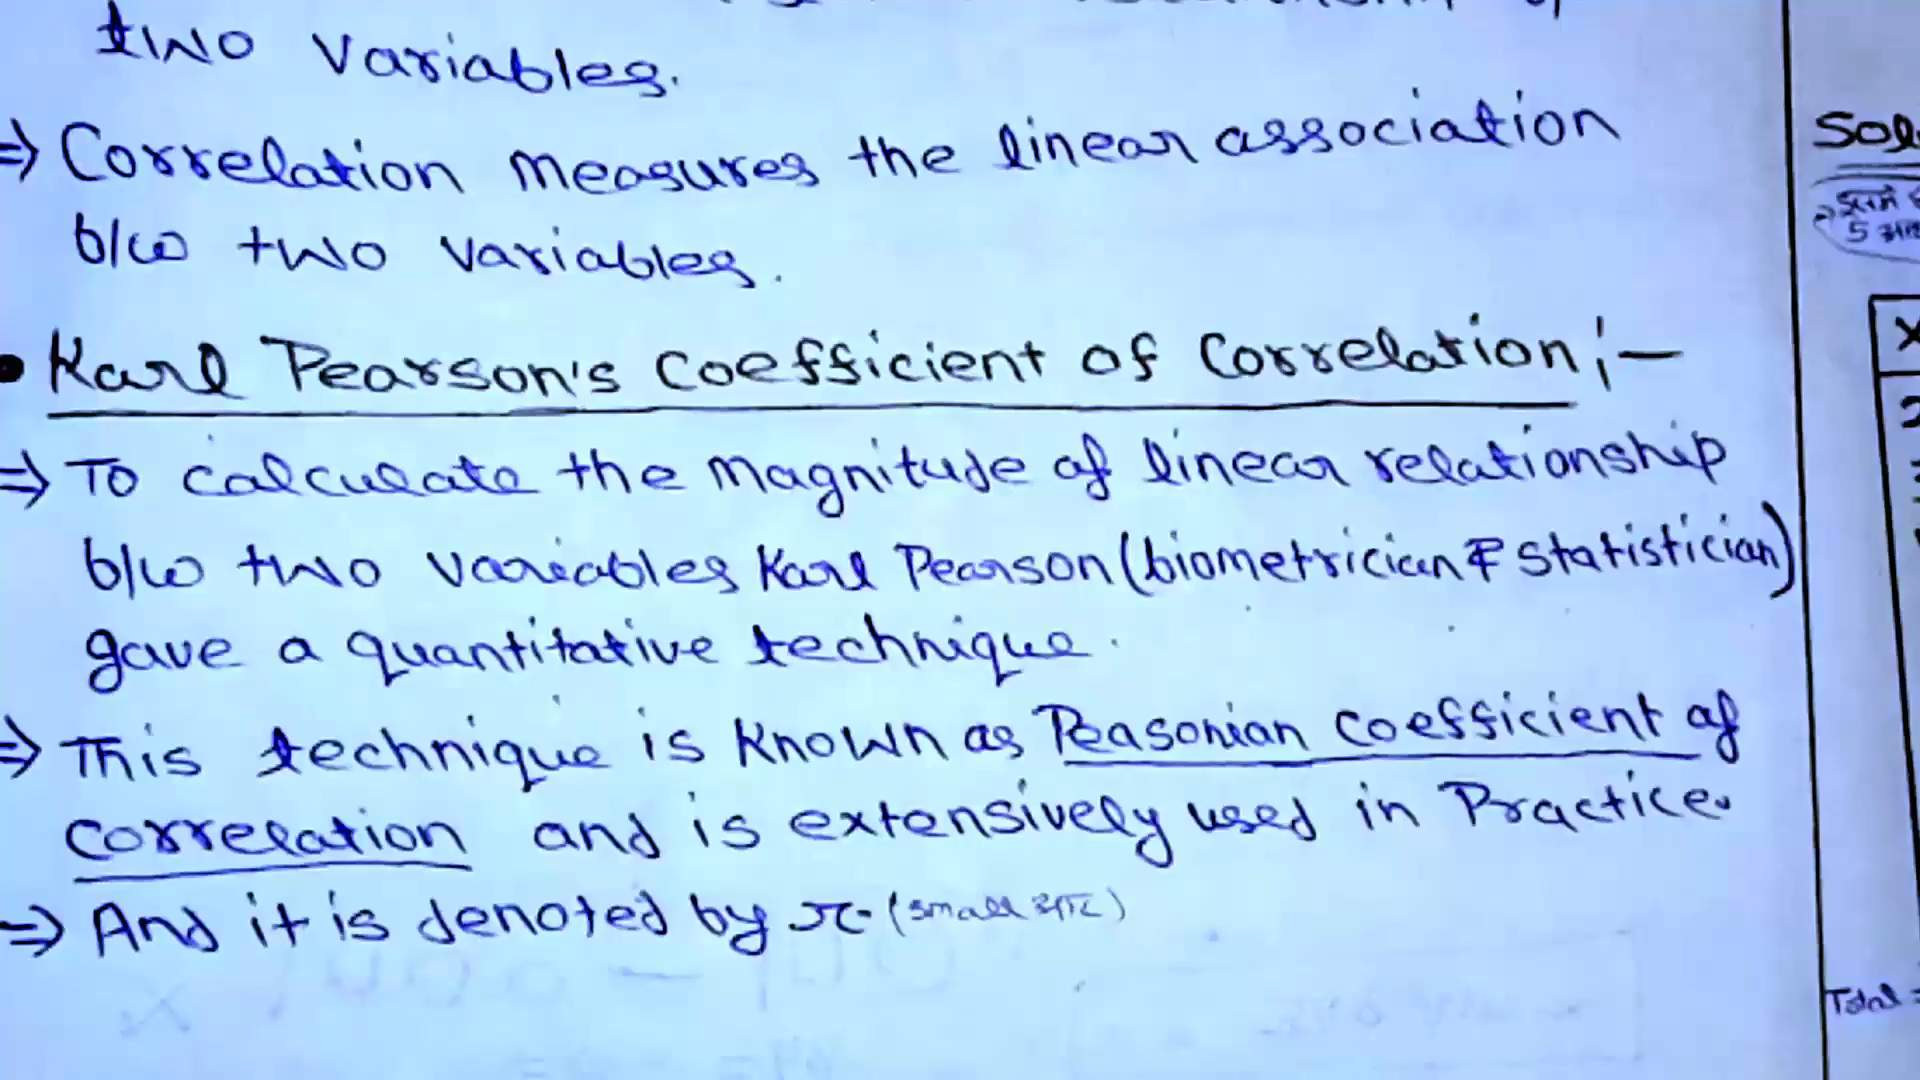 two variables.
⇒ Correlation measures the linear association
b/w two variables.
• Karl Pearson's Coefficient of Correlation :-
⇒ To calculate the magnitude of linear relationship
b/w two variables Karl Pearson (biometrician & statistician)
gave a quantitative technique.
⇒ This technique is known as Peasonian coefficient of
correlation and is extensively used in Practice.
⇒ And it is denoted by r. (small आर)
X
Total =